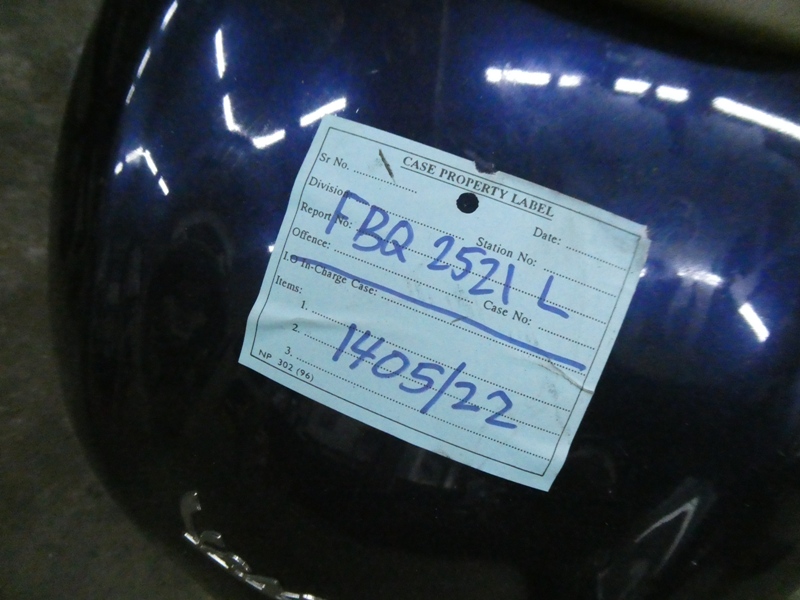 CASE PROPERTY LABEL
Sr No.
Date:
Division:
Station No:
Report No:
FBQ 2521 L
Offence:
Case No:
I.O In-Charge Case:
Items:
1.
2.
3.
1405/22
NP 302 (96)